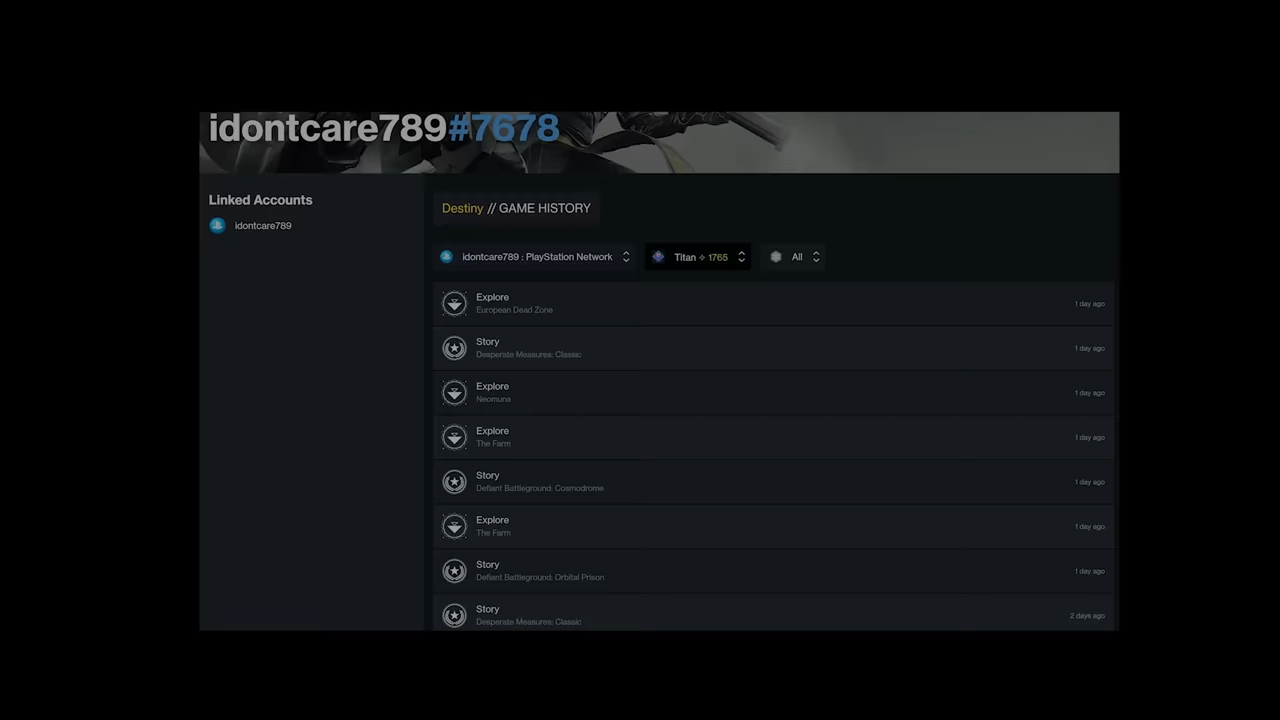 idontcare789#7678
Linked Accounts
idontcare789
Destiny // GAME HISTORY
idontcare789 : PlayStation Network
Titan ✧ 1765
All
Explore
European Dead Zone
1 day ago
Story
Desperate Measures: Classic
1 day ago
Explore
Neomuna
1 day ago
Explore
The Farm
1 day ago
Story
Defiant Battleground: Cosmodrome
1 day ago
Explore
The Farm
1 day ago
Story
Defiant Battleground: Orbital Prison
1 day ago
Story
Desperate Measures: Classic
2 days ago